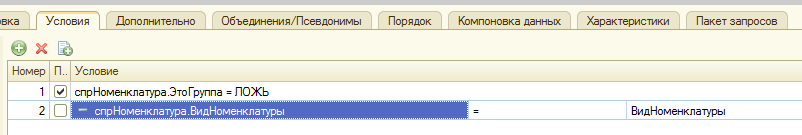 овка Условия Дополнительно Объединения/Псевдонимы Порядок Компоновка данных Характеристики Пакет запросов
Номер П.. Условие
1 спрНоменклатура.ЭтоГруппа = ЛОЖЬ
2 спрНоменклатура.ВидНоменклатуры = ВидНоменклатуры